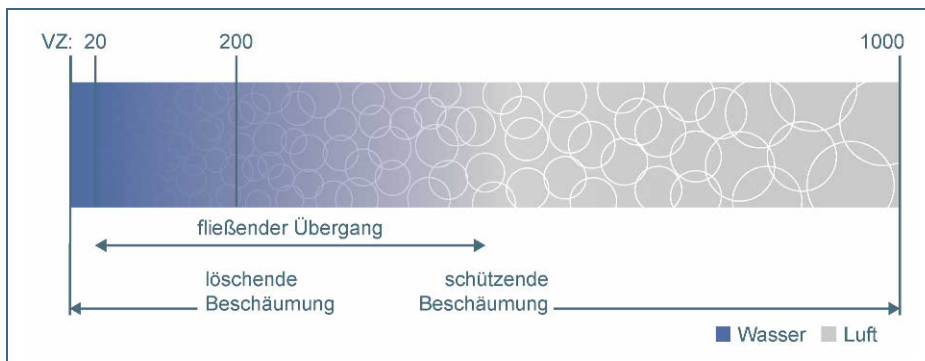 VZ: 20 200 1000
fließender Übergang
löschende schützende
Beschäumung Beschäumung
Wasser Luft